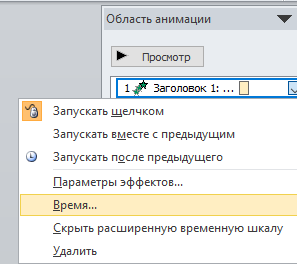 Область анимации
Просмотр
1 Заголовок 1: ...
Запускать щелчком
Запускать вместе с предыдущим
Запускать после предыдущего
Параметры эффектов...
Время...
Скрыть расширенную временную шкалу
Удалить